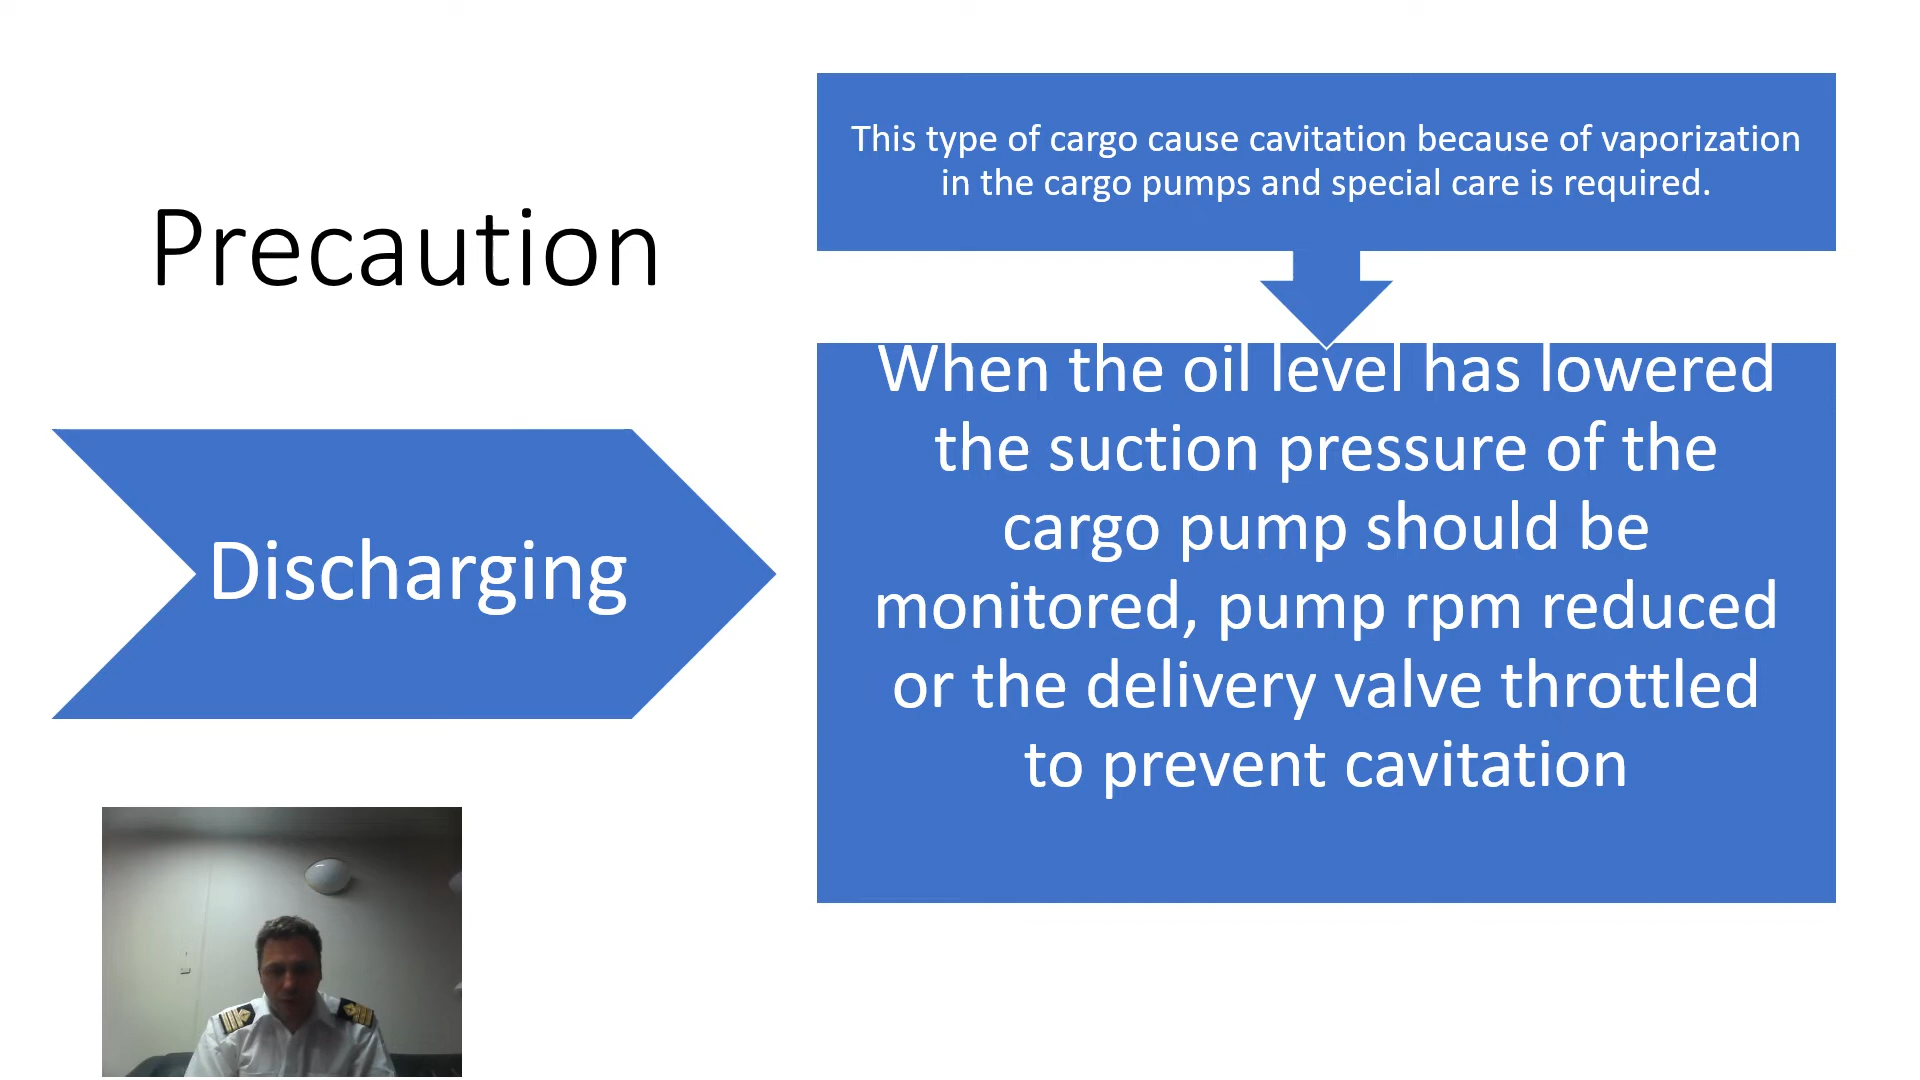 Precaution
Discharging
This type of cargo cause cavitation because of vaporization
in the cargo pumps and special care is required.
When the oil level has lowered
the suction pressure of the
cargo pump should be
monitored, pump rpm reduced
or the delivery valve throttled
to prevent cavitation